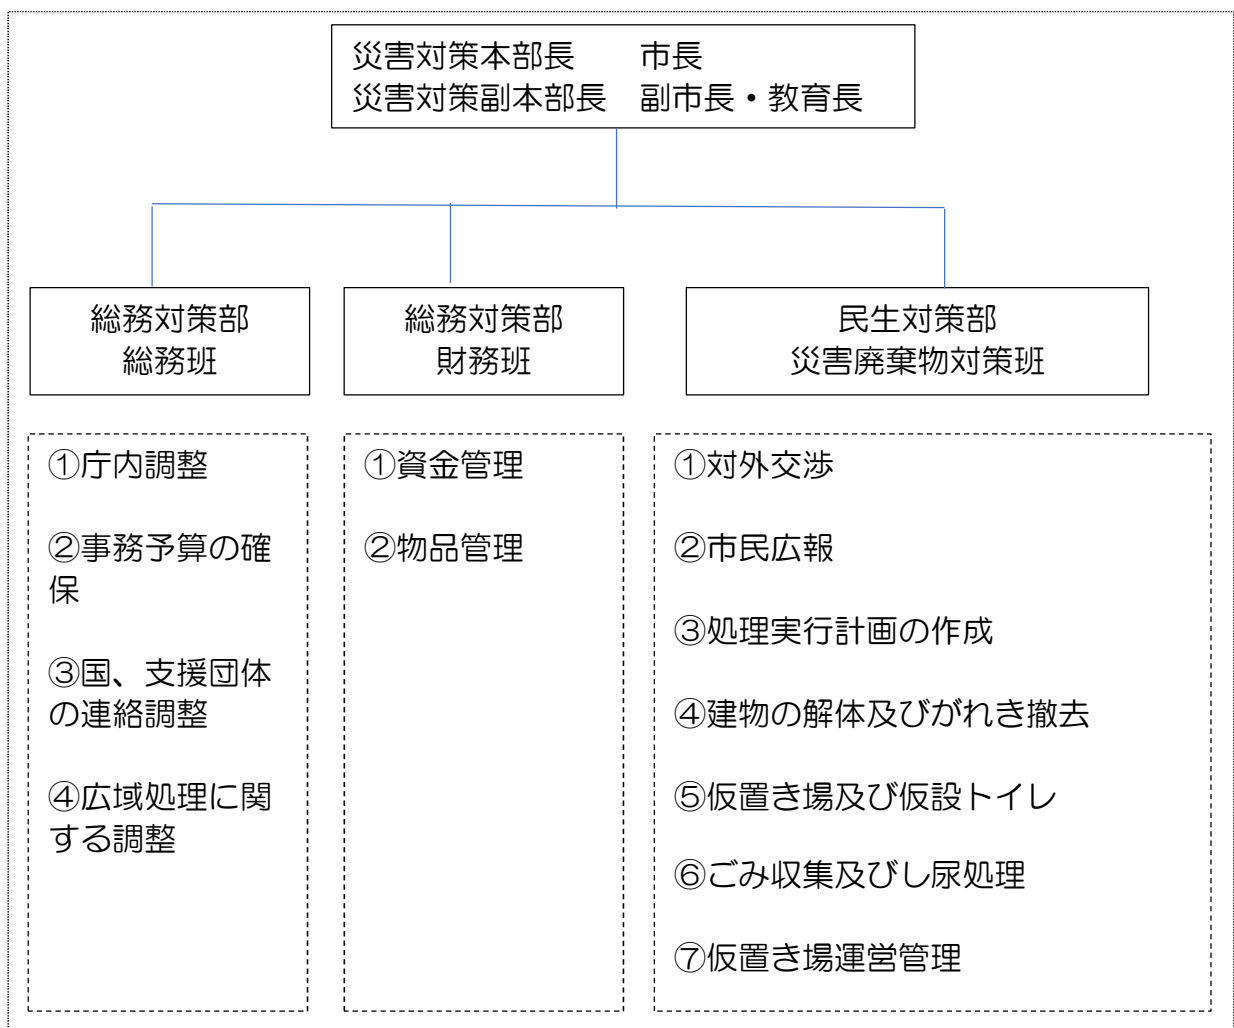 災害対策本部長　　市長
災害対策副本部長　副市長・教育長
総務対策部
総務班
総務対策部
財務班
民生対策部
災害廃棄物対策班
①庁内調整
②事務予算の確
保
③国、支援団体
の連絡調整
④広域処理に関
する調整
①資金管理
②物品管理
①対外交渉
②市民広報
③処理実行計画の作成
④建物の解体及びがれき撤去
⑤仮置き場及び仮設トイレ
⑥ごみ収集及びし尿処理
⑦仮置き場運営管理